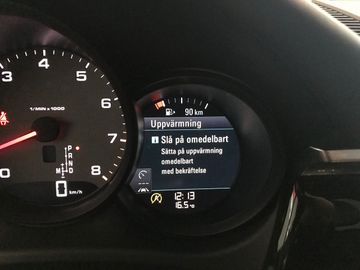 90 km
Uppvärmning
Slå på omedelbart
Sätta på uppvärmning
omedelbart
med bekräftelse
12:13
16.5 °C
3
4
5
6
7
8
1/MIN x 1000
P
R
N
D
M
0 km/h